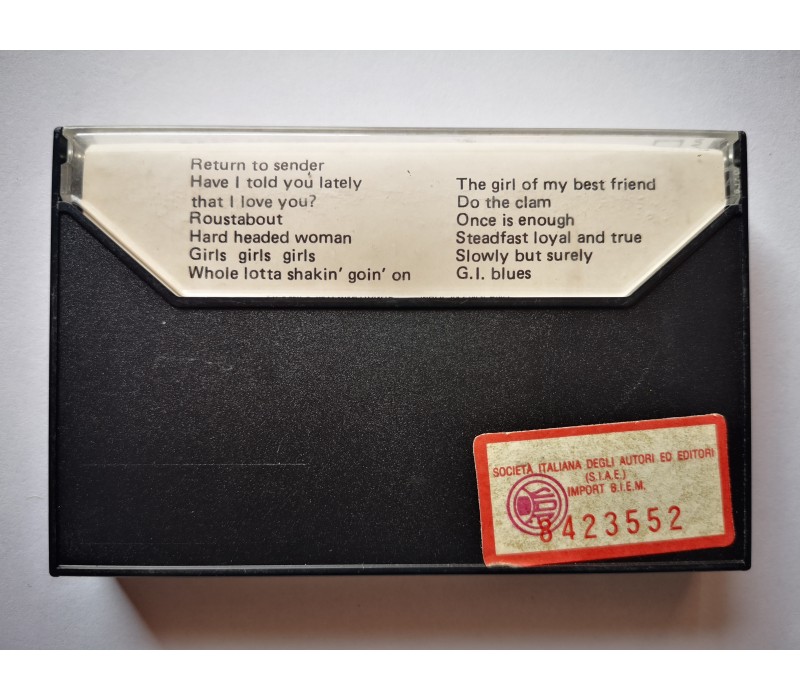 Return to sender
Have I told you lately
that I love you?
Roustabout
Hard headed woman
Girls girls girls
Whole lotta shakin' goin' on
The girl of my best friend
Do the clam
Once is enough
Steadfast loyal and true
Slowly but surely
G.I. blues
SOCIETÀ ITALIANA DEGLI AUTORI ED EDITORI
(S.I.A.E.)
IMPORT B.I.E.M.
8423552